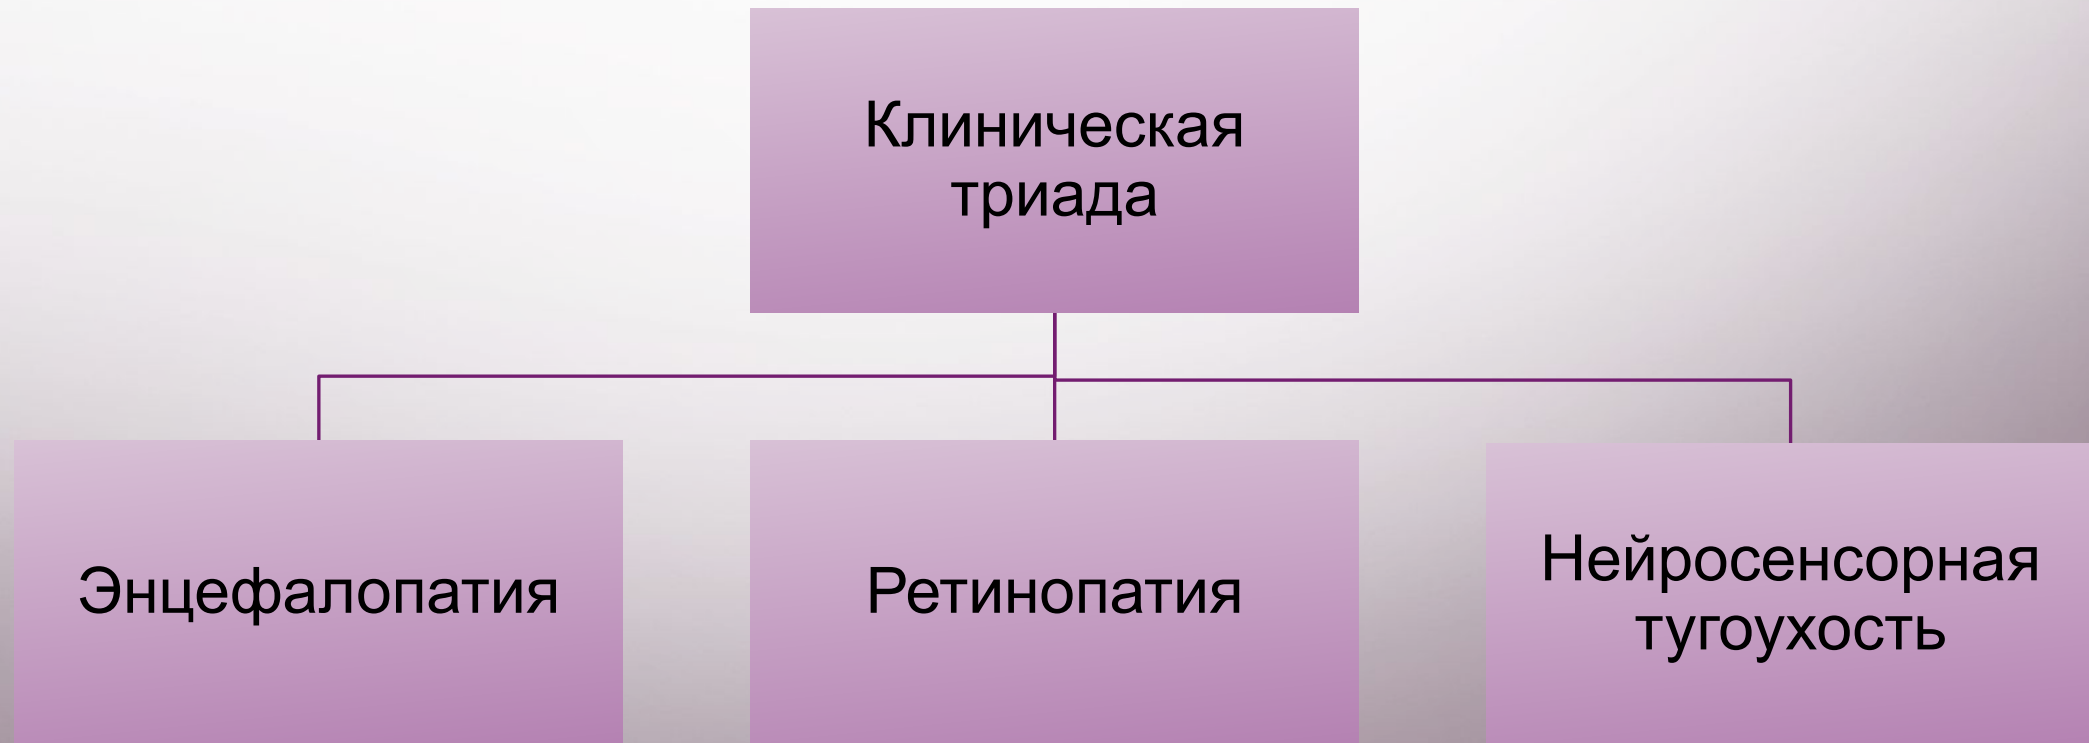 Клиническая
триада
Энцефалопатия
Ретинопатия
Нейросенсорная
тугоухость